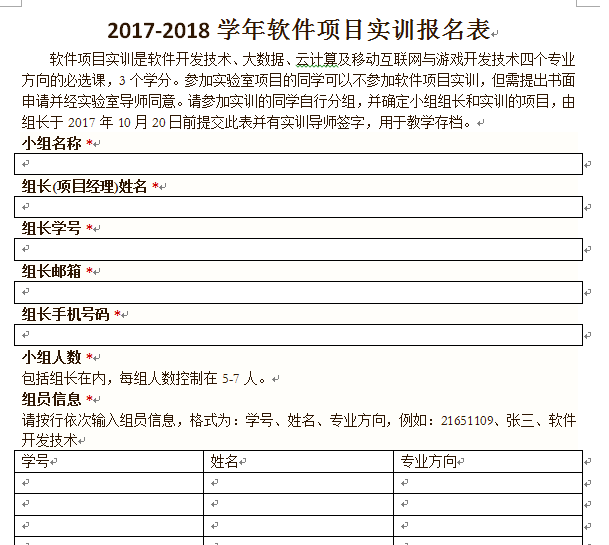 2017-2018 学年软件项目实训报名表
软件项目实训是软件开发技术、大数据、云计算及移动互联网与游戏开发技术四个专业
方向的必选课，3 个学分。参加实验室项目的同学可以不参加软件项目实训，但需提出书面
申请并经实验室导师同意。请参加实训的同学自行分组，并确定小组组长和实训的项目，由
组长于 2017 年 10 月 20 日前提交此表并有实训导师签字，用于教学存档。
小组名称 *
组长(项目经理)姓名 *
组长学号 *
组长邮箱 *
组长手机号码 *
小组人数 *
包括组长在内，每组人数控制在 5-7 人。
组员信息 *
请按行依次输入组员信息，格式为：学号、姓名、专业方向，例如：21651109、张三、软件
开发技术
学号 姓名 专业方向